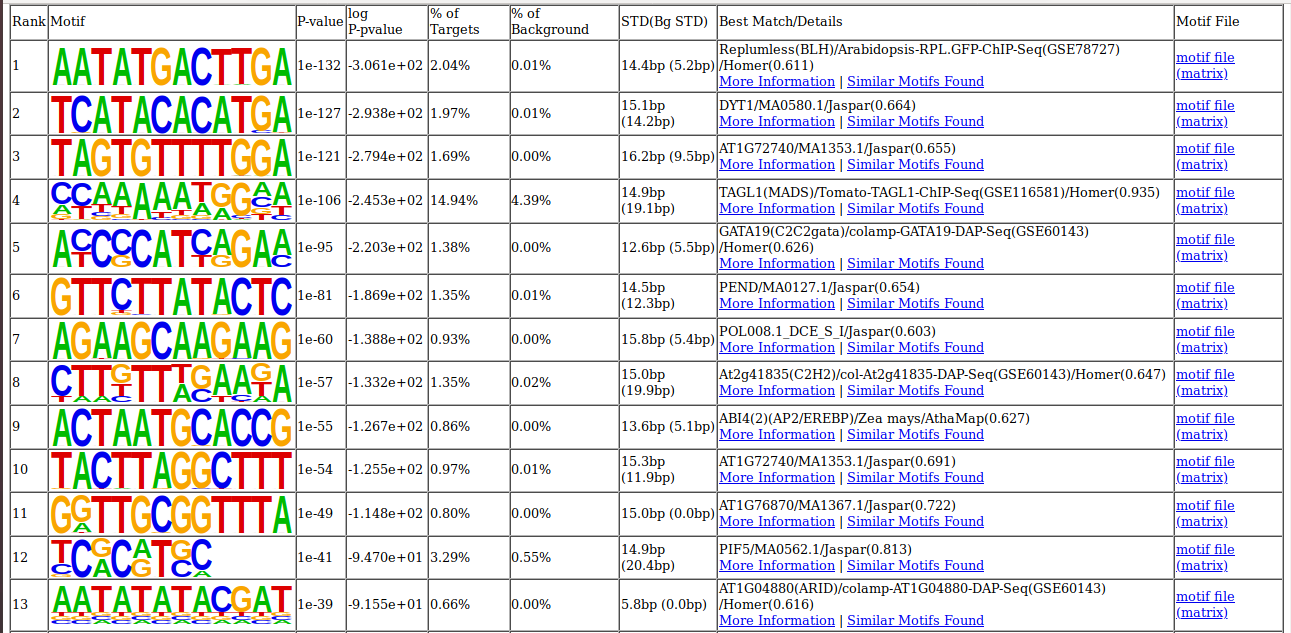 Rank Motif P-value log P-pvalue % of Targets % of Background STD(Bg STD) Best Match/Details Motif File
1 AATATGACTTGA 1e-132 -3.061e+02 2.04% 0.01% 14.4bp (5.2bp) Replumless(BLH)/Arabidopsis-RPL.GFP-ChIP-Seq(GSE78727)
/Homer(0.611)
More Information | Similar Motifs Found motif file (matrix)
2 TCATACACATGA 1e-127 -2.938e+02 1.97% 0.01% 15.1bp (14.2bp) DYT1/MA0580.1/Jaspar(0.664)
More Information | Similar Motifs Found motif file (matrix)
3 TAGTGTTTTGGA 1e-121 -2.794e+02 1.69% 0.00% 16.2bp (9.5bp) AT1G72740/MA1353.1/Jaspar(0.655)
More Information | Similar Motifs Found motif file (matrix)
4 CCAAAAATGGAA 1e-106 -2.453e+02 14.94% 4.39% 14.9bp (19.1bp) TAGL1(MADS)/Tomato-TAGL1-ChIP-Seq(GSE116581)/Homer(0.935)
More Information | Similar Motifs Found motif file (matrix)
5 ACCCCATCAGAA 1e-95 -2.203e+02 1.38% 0.00% 12.6bp (5.5bp) GATA19(C2C2gata)/colamp-GATA19-DAP-Seq(GSE60143)
/Homer(0.626)
More Information | Similar Motifs Found motif file (matrix)
6 GTTCTTATACTC 1e-81 -1.869e+02 1.35% 0.01% 14.5bp (12.3bp) PEND/MA0127.1/Jaspar(0.654)
More Information | Similar Motifs Found motif file (matrix)
7 AGAAGCAAGAAG 1e-60 -1.388e+02 0.93% 0.00% 15.8bp (5.4bp) POL008.1_DCE_S_I/Jaspar(0.603)
More Information | Similar Motifs Found motif file (matrix)
8 CTTGTTTGAAGA 1e-57 -1.332e+02 1.35% 0.02% 15.0bp (19.9bp) At2g41835(C2H2)/col-At2g41835-DAP-Seq(GSE60143)/Homer(0.647)
More Information | Similar Motifs Found motif file (matrix)
9 ACTAATGCACCG 1e-55 -1.267e+02 0.86% 0.00% 13.6bp (5.1bp) ABI4(2)(AP2/EREBP)/Zea mays/AthaMap(0.627)
More Information | Similar Motifs Found motif file (matrix)
10 TACTTAGGCTTT 1e-54 -1.255e+02 0.97% 0.01% 15.3bp (11.9bp) AT1G72740/MA1353.1/Jaspar(0.691)
More Information | Similar Motifs Found motif file (matrix)
11 GGTTGCGGTTTA 1e-49 -1.148e+02 0.80% 0.00% 15.0bp (0.0bp) AT1G76870/MA1367.1/Jaspar(0.722)
More Information | Similar Motifs Found motif file (matrix)
12 TCGCATGC 1e-41 -9.470e+01 3.29% 0.55% 14.9bp (20.4bp) PIF5/MA0562.1/Jaspar(0.813)
More Information | Similar Motifs Found motif file (matrix)
13 AATATATACGAT 1e-39 -9.155e+01 0.66% 0.00% 5.8bp (0.0bp) AT1G04880(ARID)/colamp-AT1G04880-DAP-Seq(GSE60143)
/Homer(0.616)
More Information | Similar Motifs Found motif file (matrix)